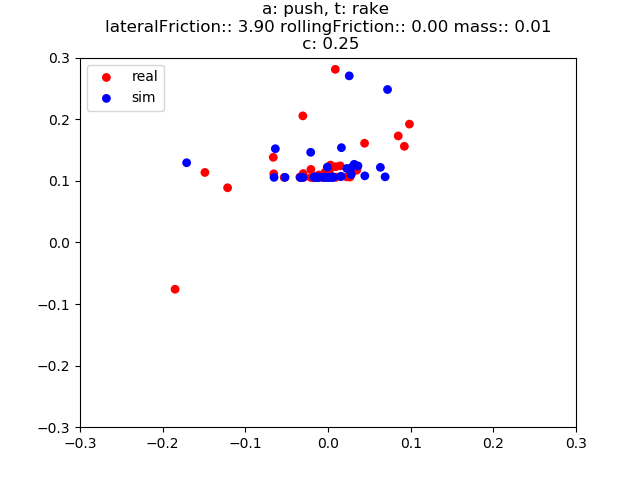 a: push, t: rake
lateralFriction:: 3.90 rollingFriction:: 0.00 mass:: 0.01
c: 0.25
real
sim
0.3
0.2
0.1
0.0
−0.1
−0.2
−0.3
−0.3
−0.2
−0.1
0.0
0.1
0.2
0.3